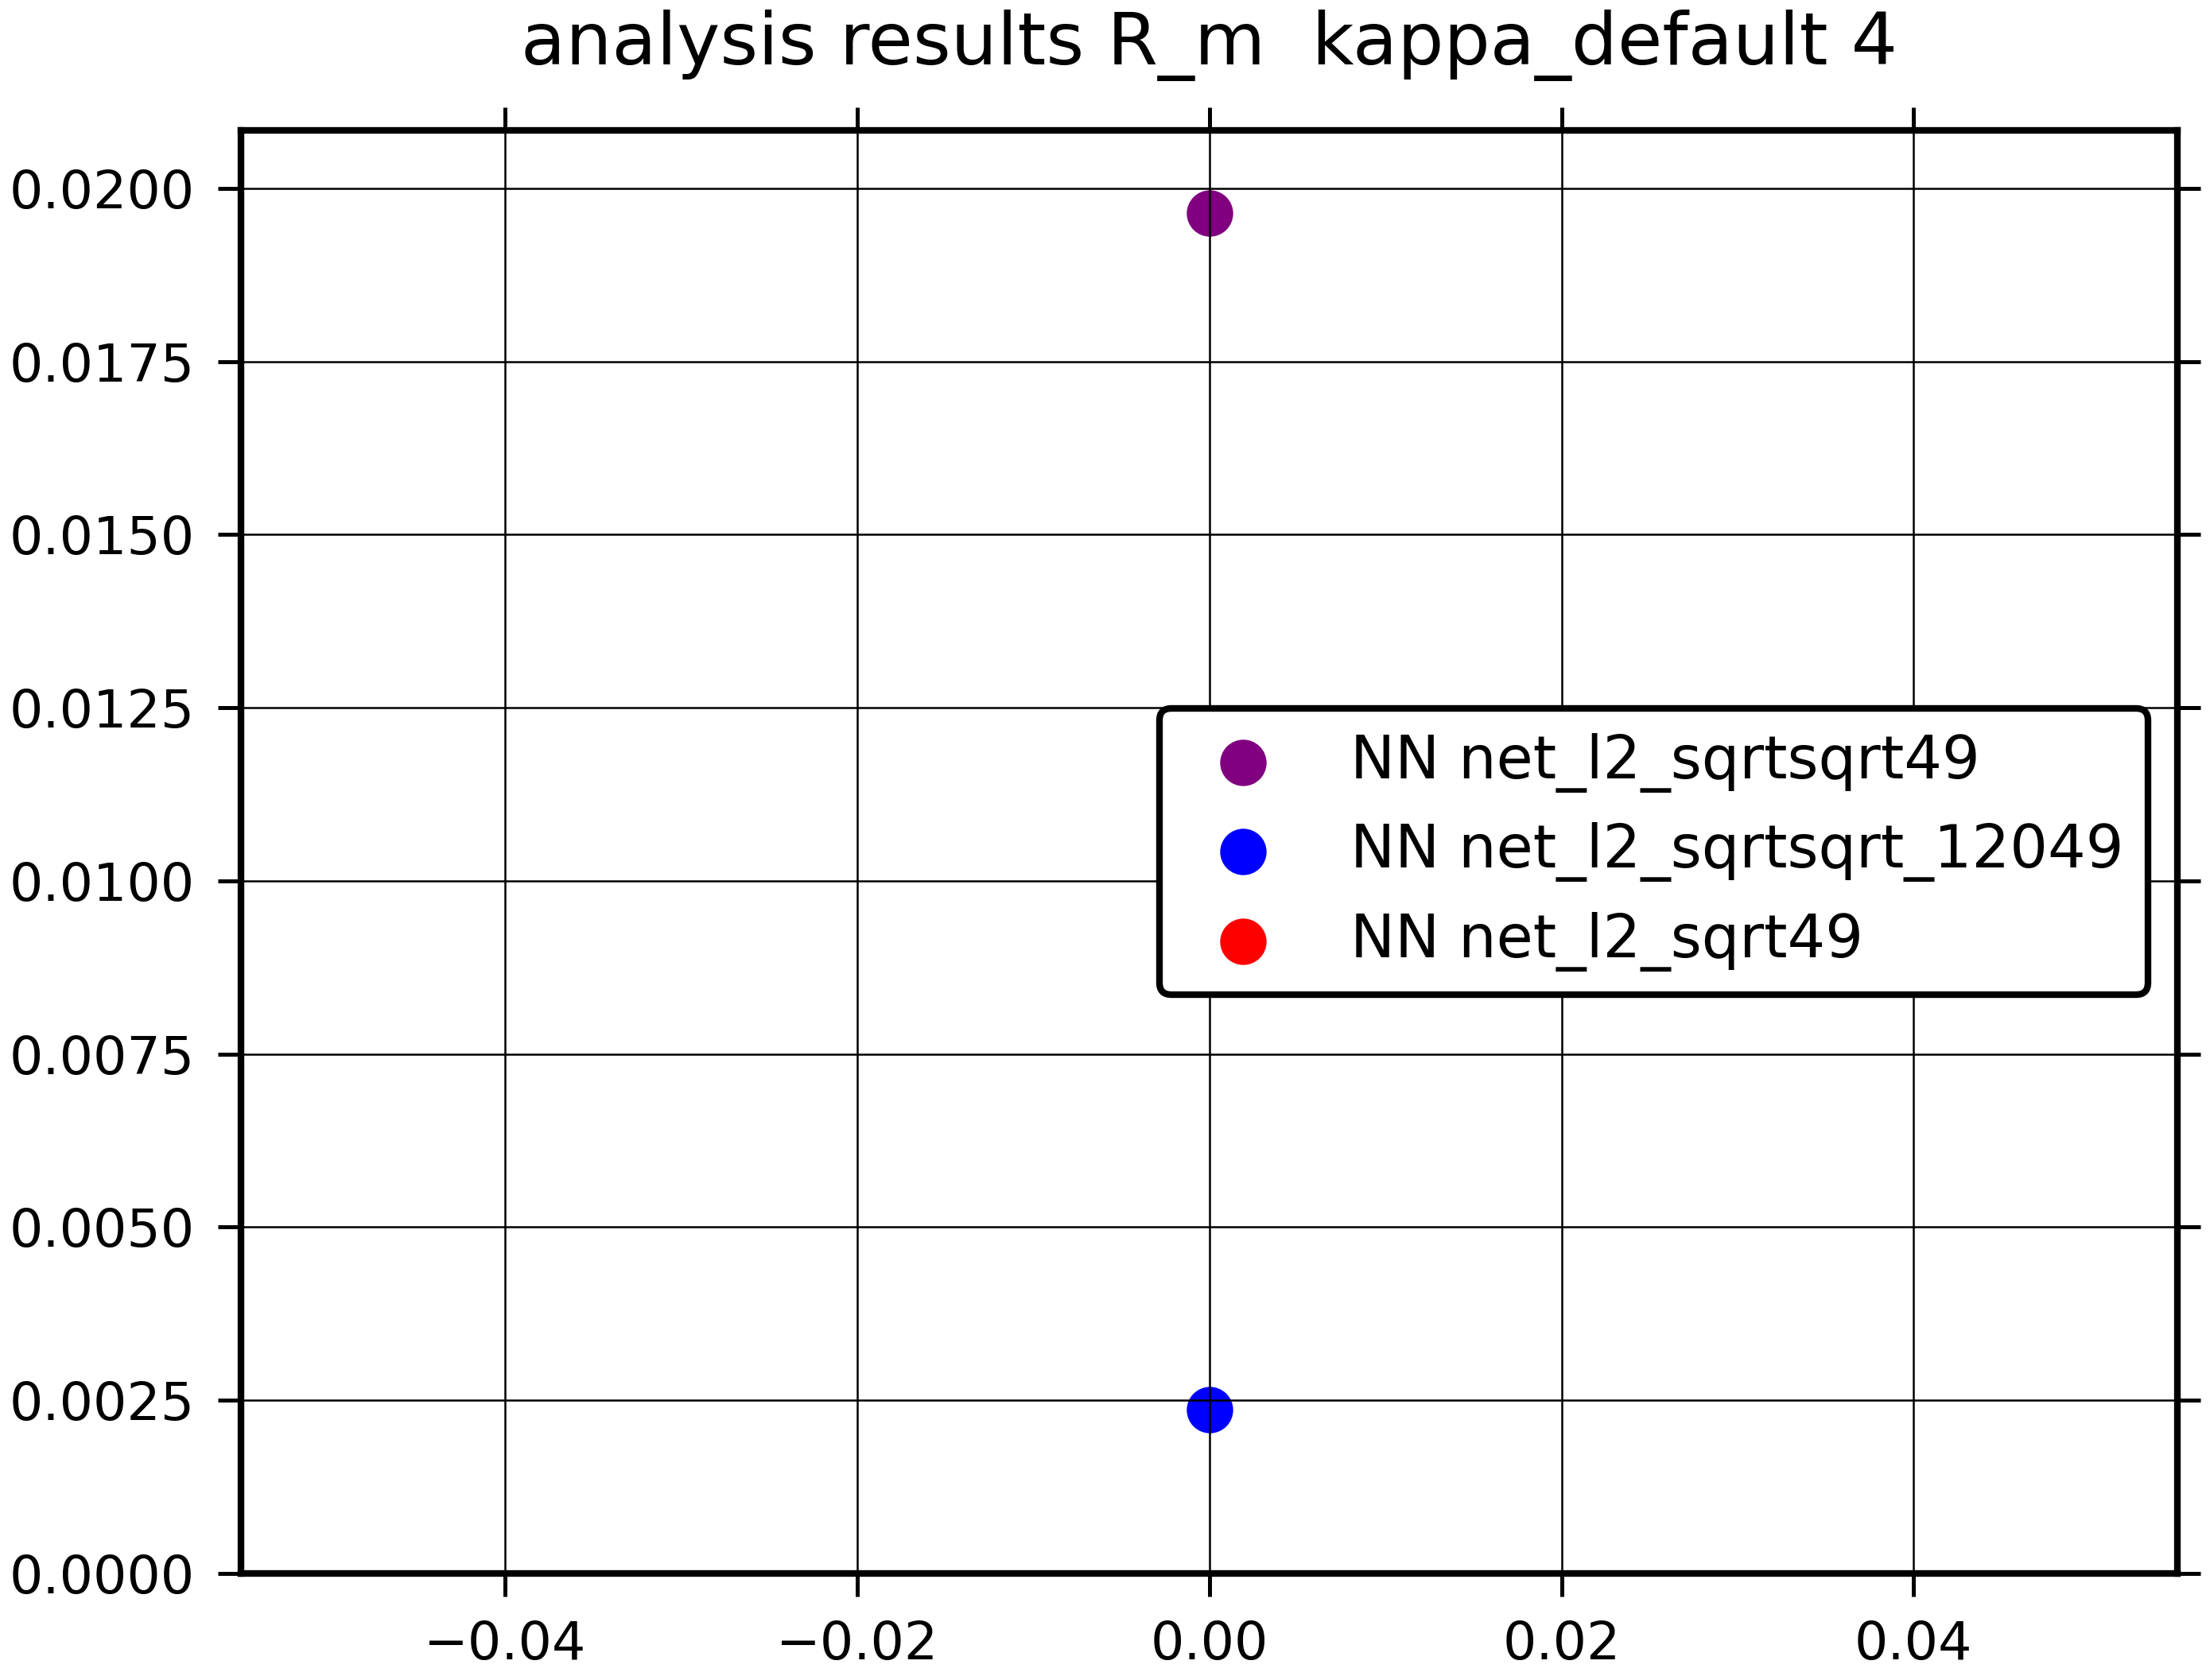 analysis results R_m  kappa_default 4
0.0200
0.0175
0.0150
0.0125
0.0100
0.0075
0.0050
0.0025
0.0000
NN net_l2_sqrtsqrt49
NN net_l2_sqrtsqrt_12049
NN net_l2_sqrt49
−0.04 −0.02 0.00 0.02 0.04